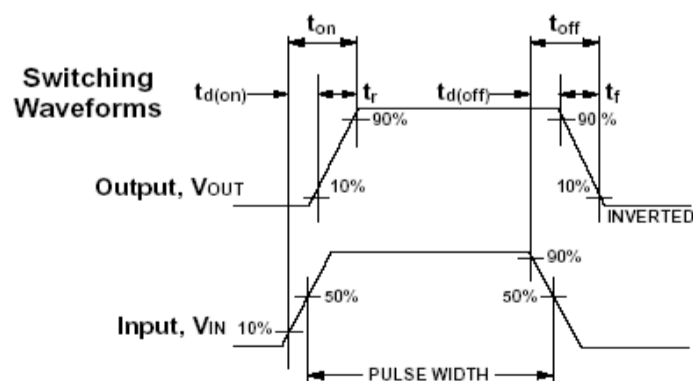 ton
toff
Switching
Waveforms
td(on)
tr
td(off)
tf
90%
90%
Output, VOUT
10%
10%
INVERTED
90%
50%
50%
Input, VIN
10%
PULSE WIDTH